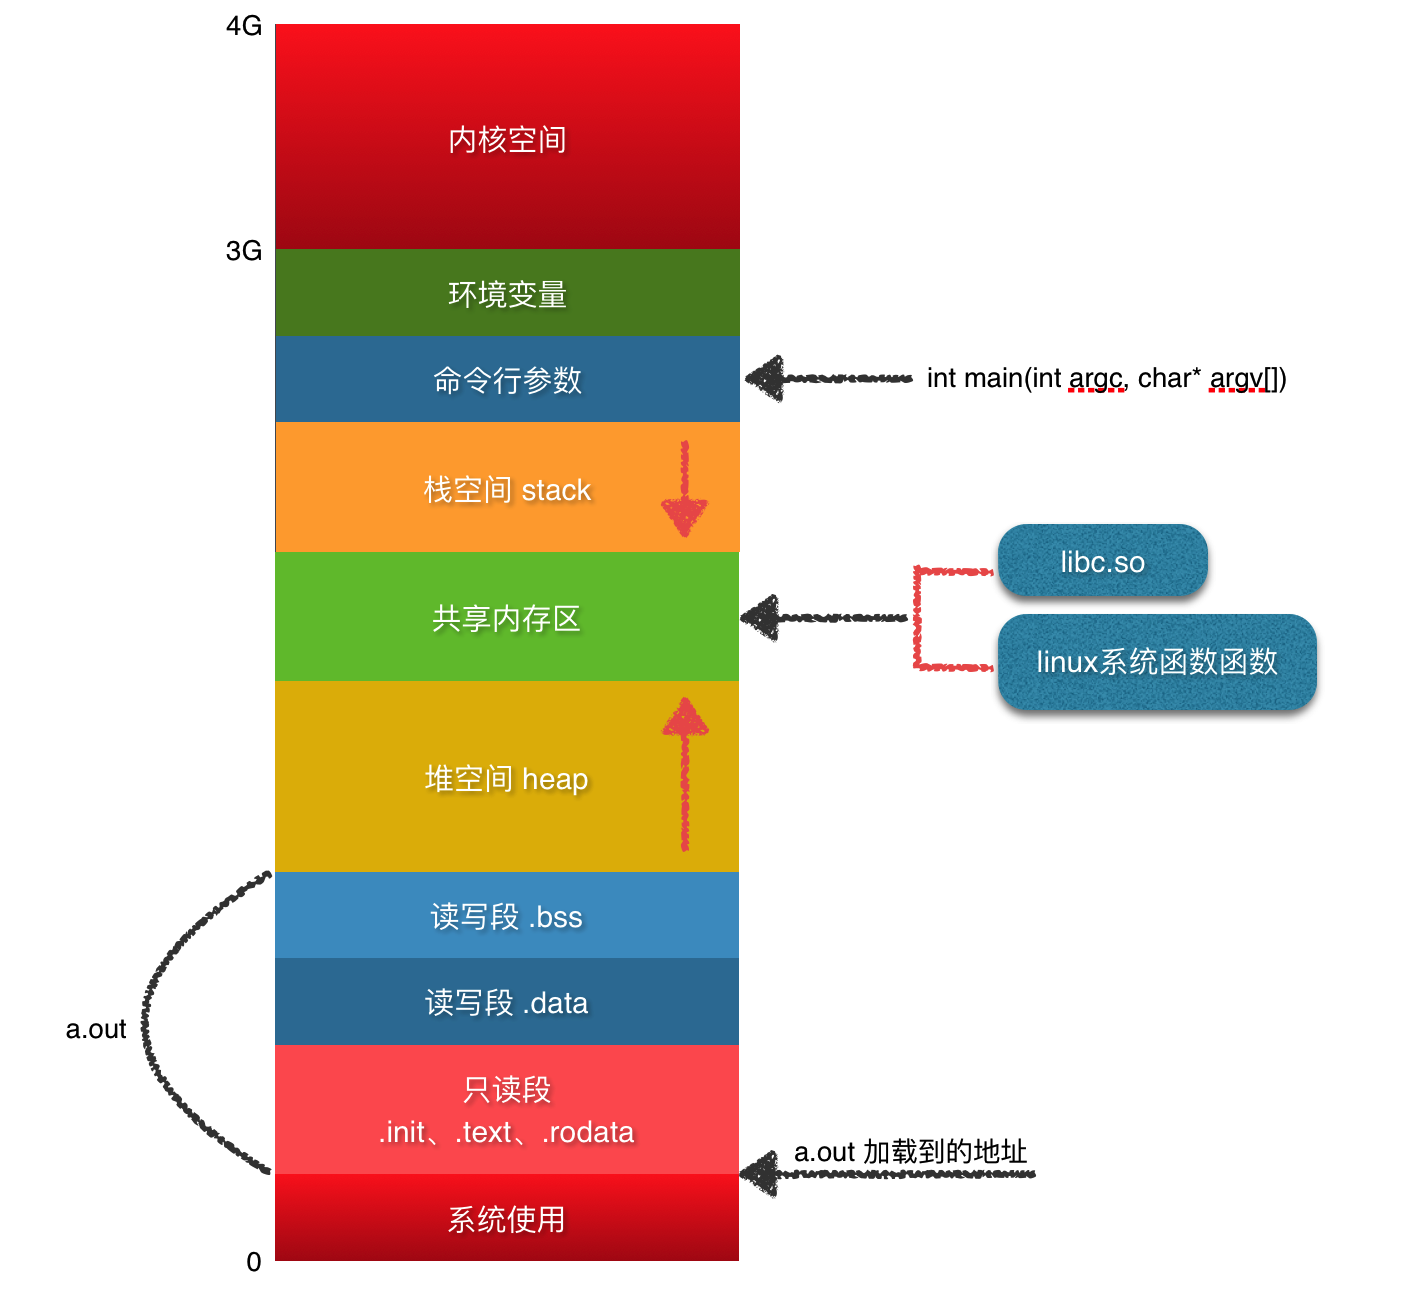 4G
内核空间
3G
环境变量
命令行参数
int main(int argc, char* argv[])
栈空间 stack
libc.so
共享内存区
linux系统函数函数
堆空间 heap
读写段 .bss
读写段 .data
a.out
只读段
.init、.text、.rodata
a.out 加载到的地址
系统使用
0